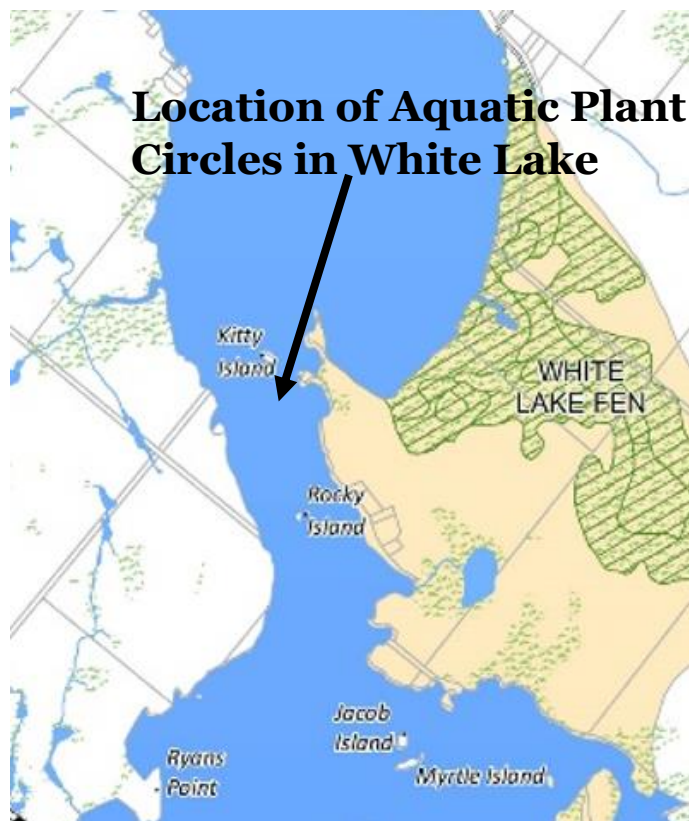 Location of Aquatic Plant
Circles in White Lake
Kitty
Island
WHITE
LAKE FEN
Rocky
Island
Jacob
Island
Ryans
Point
Myrtle Island